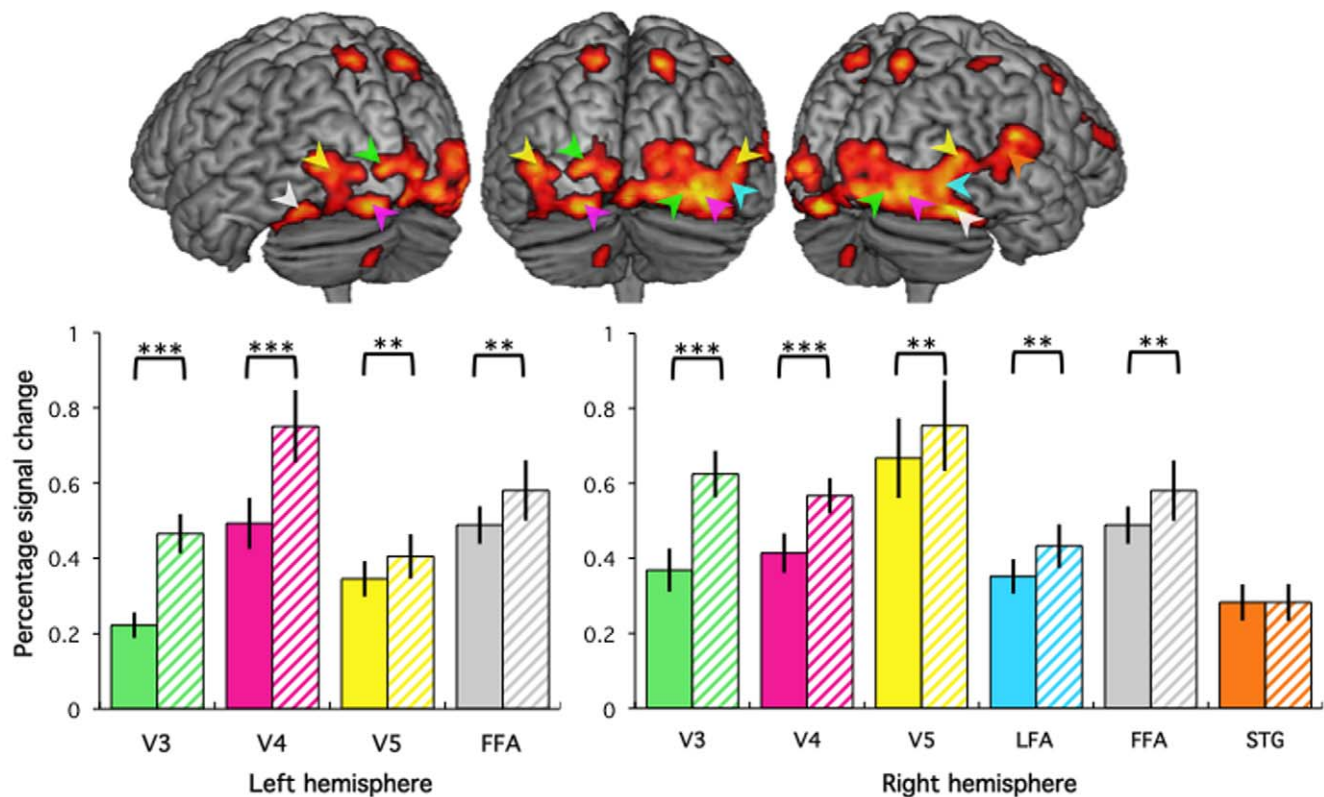 1
0.8
0.6
0.4
0.2
0
Percentage signal change
*** *** ** **
V3 V4 V5 FFA
Left hemisphere
1
0.8
0.6
0.4
0.2
0
*** *** ** ** **
V3 V4 V5 LFA FFA STG
Right hemisphere